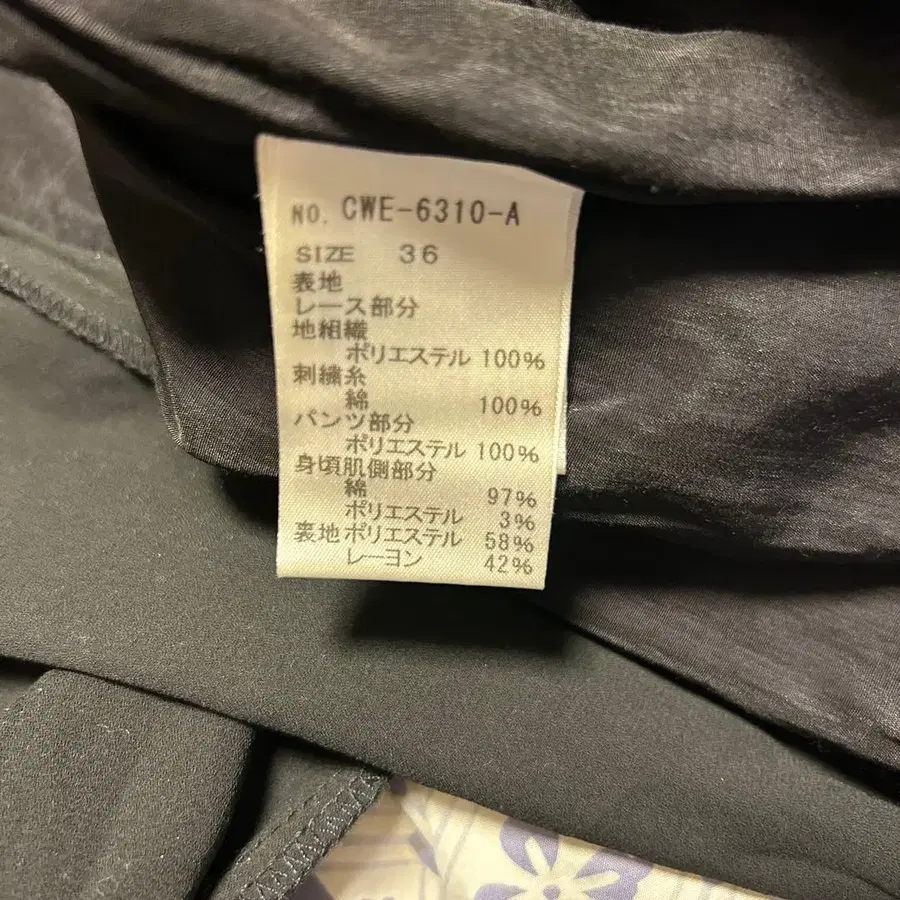 NO. CWE-6310-A
SIZE 36
表地
レース部分
地組織
ポリエステル 100%
刺繍糸
綿 100%
パンツ部分
ポリエステル 100%
身頃肌側部分
綿 97%
ポリエステル 3%
裏地 ポリエステル 58%
レーヨン 42%